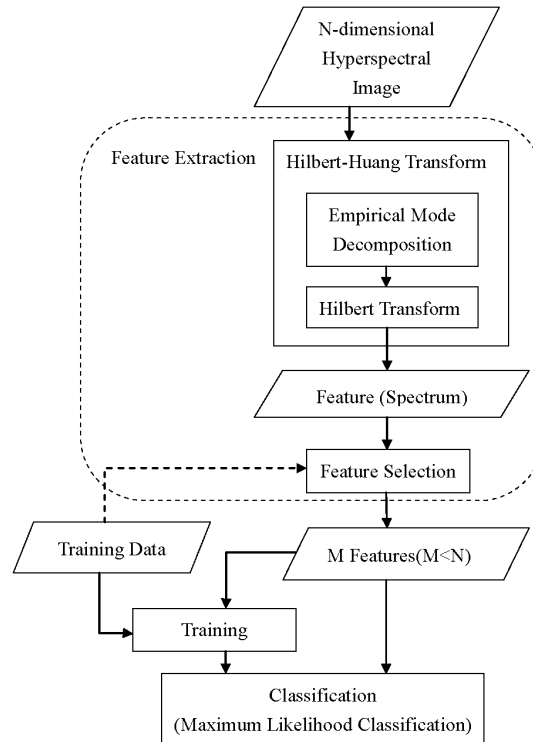 N-dimensional
Hyperspectral
Image
Feature Extraction
Hilbert-Huang Transform
Empirical Mode
Decomposition
Hilbert Transform
Feature (Spectrum)
Feature Selection
Training Data
M Features(M<N)
Training
Classification
(Maximum Likelihood Classification)